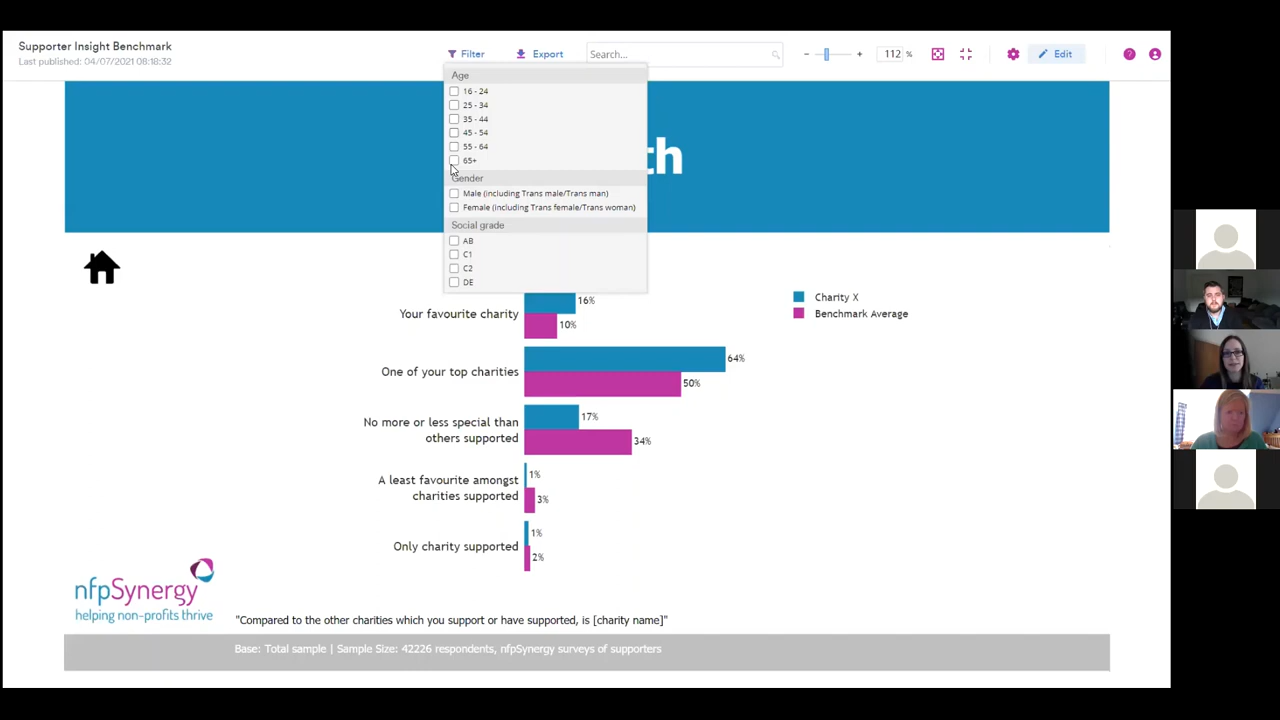 Supporter Insight Benchmark
Last published: 04/07/2021 08:18:32
Filter
Export
Search...
-
+
112 %
Edit
?
Age
16 - 24
25 - 34
35 - 44
45 - 54
55 - 64
65+
Gender
Male (including Trans male/Trans man)
Female (including Trans female/Trans woman)
Social grade
AB
C1
C2
DE
th
Your favourite charity
16%
10%
One of your top charities
64%
50%
No more or less special than
others supported
17%
34%
A least favourite amongst
charities supported
1%
3%
Only charity supported
1%
2%
Charity X
Benchmark Average
nfpSynergy
helping non-profits thrive
"Compared to the other charities which you support or have supported, is [charity name]"
Base: Total sample | Sample Size: 42226 respondents, nfpSynergy surveys of supporters